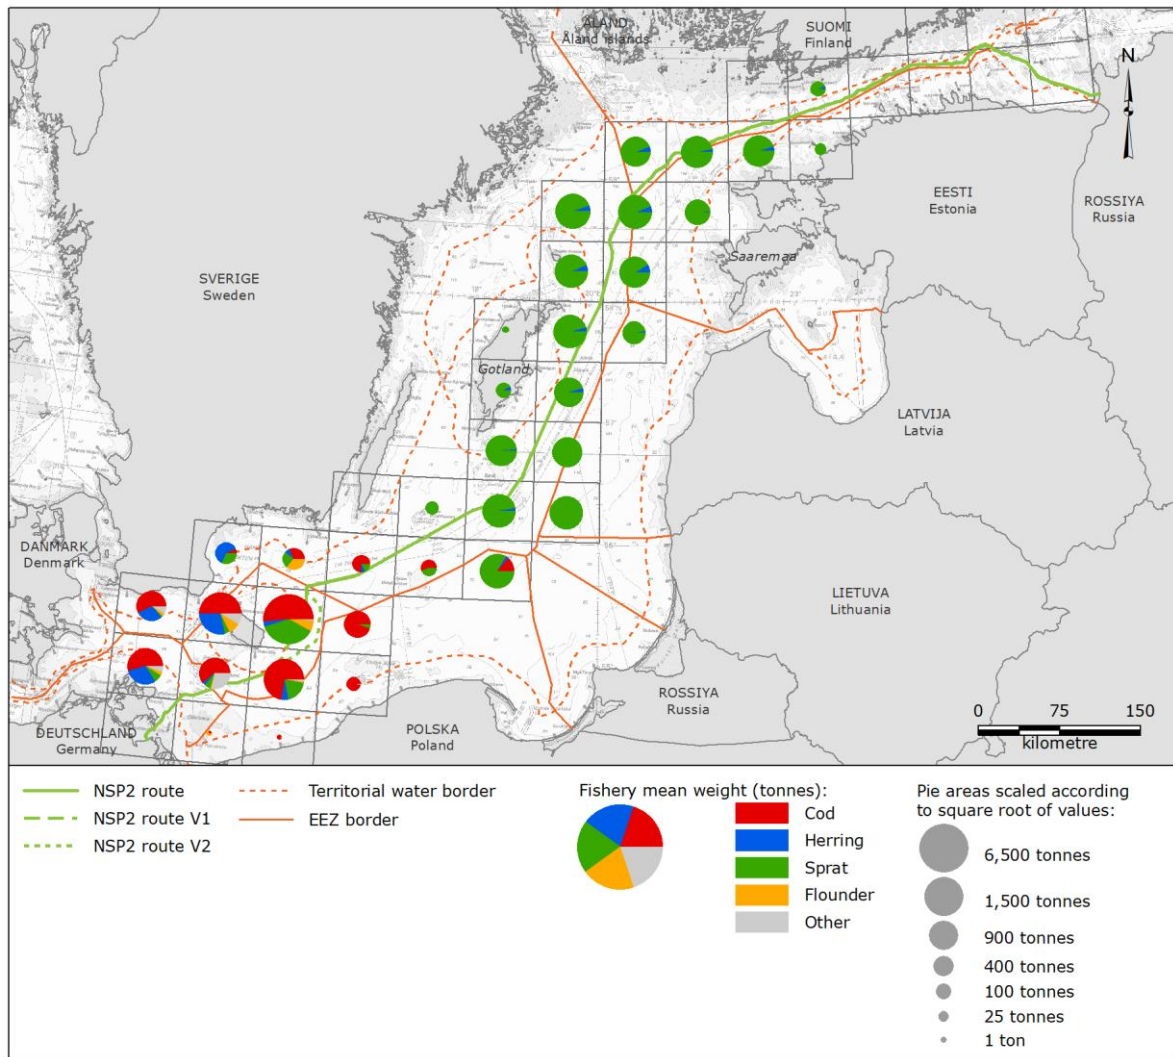 ÅLAND
Åland islands
SUOMI
Finland
N
EESTI
Estonia
ROSSIYA
Russia
SVERIGE
Sweden
Saaremaa
Gotland
LATVIJA
Latvia
DANMARK
Denmark
LIETUVA
Lithuania
ROSSIYA
Russia
DEUTSCHLAND
Germany
POLSKA
Poland
0 75 150
kilometre
NSP2 route
NSP2 route V1
NSP2 route V2
Territorial water border
EEZ border
Fishery mean weight (tonnes):
Cod
Herring
Sprat
Flounder
Other
Pie areas scaled according
to square root of values:
6,500 tonnes
1,500 tonnes
900 tonnes
400 tonnes
100 tonnes
25 tonnes
1 ton